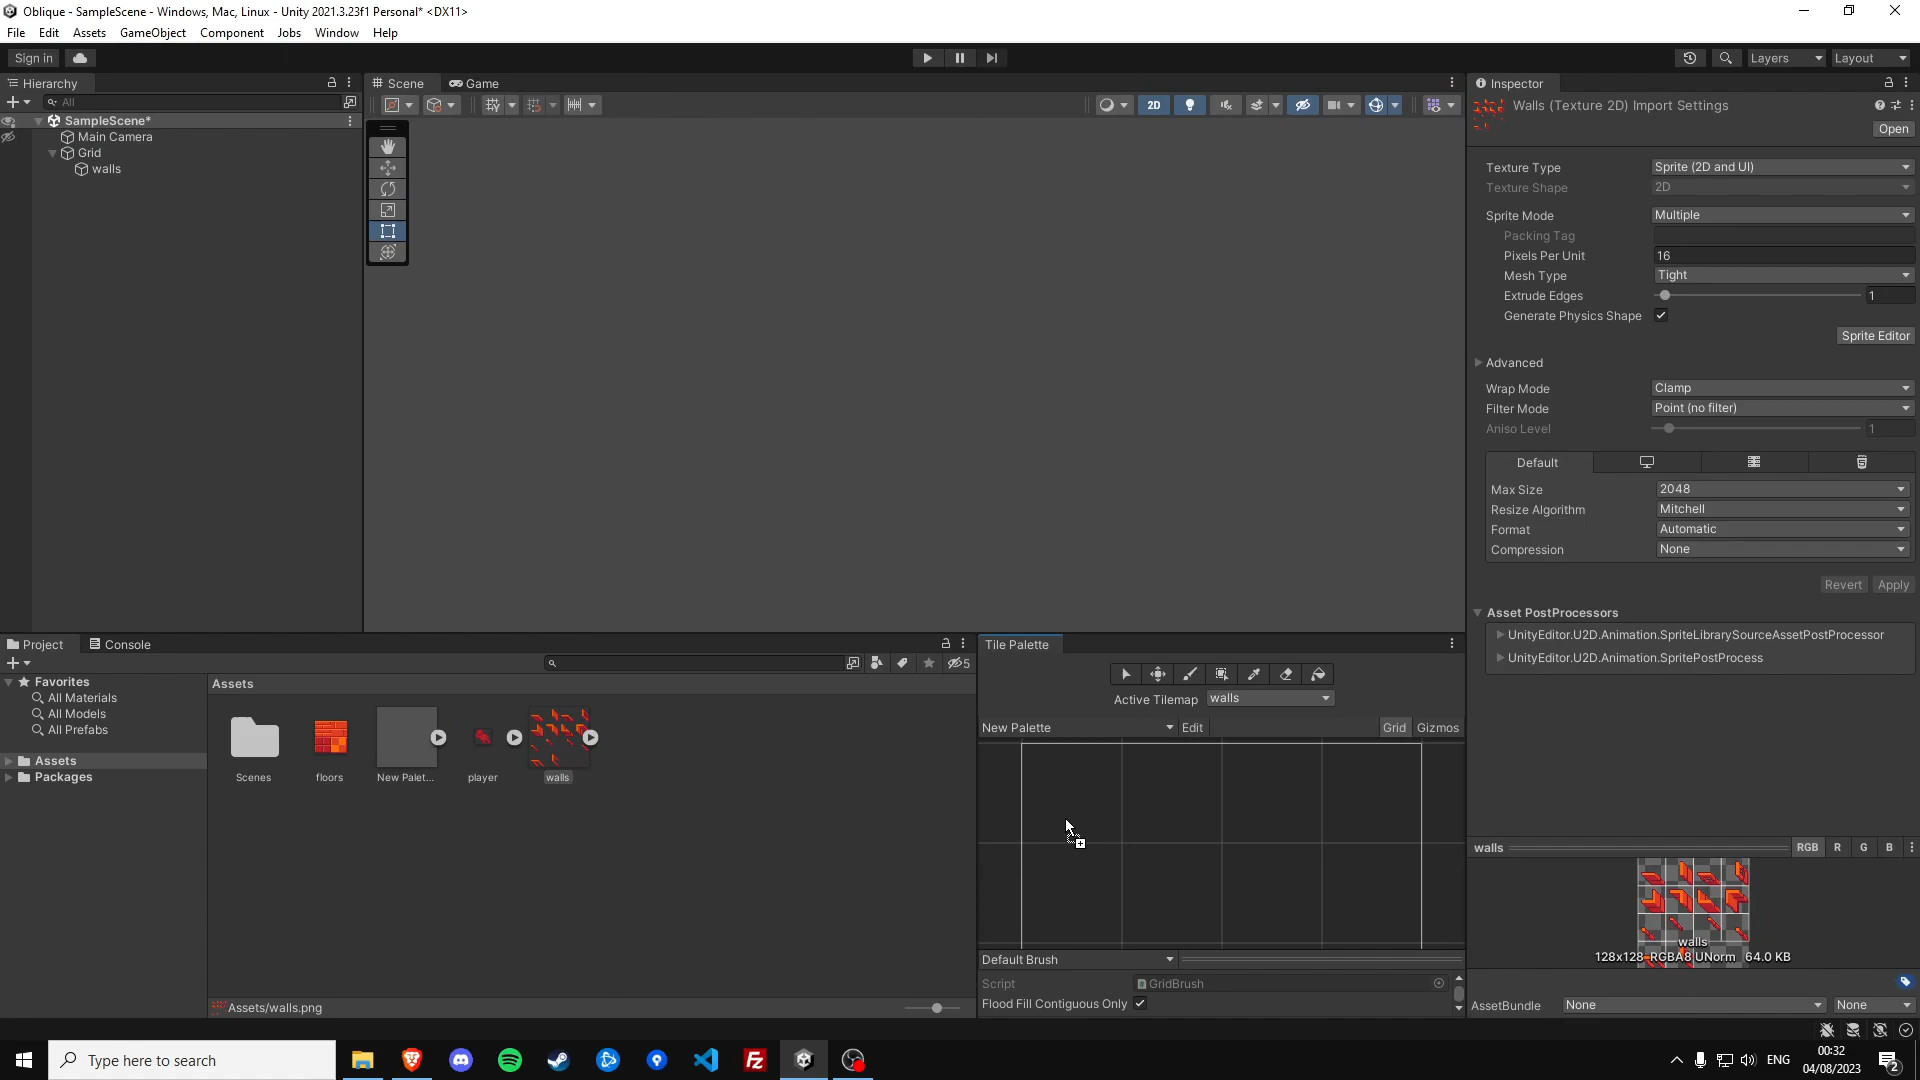 Oblique - SampleScene - Windows, Mac, Linux - Unity 2021.3.23f1 Personal* <DX11>
File Edit Assets GameObject Component Jobs Window Help
Sign in
Layers
Layout
Hierarchy
All
SampleScene*
Main Camera
Grid
walls
Scene
Game
2D
Inspector
Walls (Texture 2D) Import Settings
Open
Texture Type Sprite (2D and UI)
Texture Shape 2D
Sprite Mode Multiple
Packing Tag
Pixels Per Unit 16
Mesh Type Tight
Extrude Edges 1
Generate Physics Shape
Sprite Editor
Advanced
Wrap Mode Clamp
Filter Mode Point (no filter)
Aniso Level 1
Default
Max Size 2048
Resize Algorithm Mitchell
Format Automatic
Compression None
Revert Apply
Asset PostProcessors
UnityEditor.U2D.Animation.SpriteLibrarySourceAssetPostProcessor
UnityEditor.U2D.Animation.SpritePostProcess
Project
Console
5
Favorites
All Materials
All Models
All Prefabs
Assets
Packages
Assets
Scenes
floors
New Palet...
player
walls
Assets/walls.png
Tile Palette
Active Tilemap walls
New Palette Edit Grid Gizmos
Default Brush
Script GridBrush
Flood Fill Contiguous Only
walls RGB R G B
walls
128x128 RGBA8 UNorm 64.0 KB
AssetBundle None None
Type here to search
ENG
00:32
04/08/2023
2